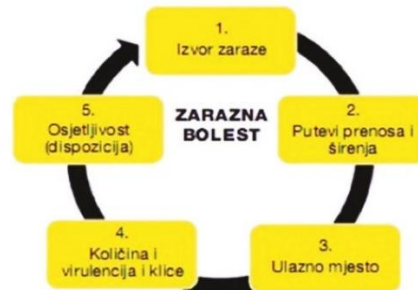 1.
Izvor zaraze
ZARAZNA
BOLEST
2.
Putevi prenosa i
širenja
3.
Ulazno mjesto
4.
Količina i
virulencija i klice
5.
Osjetljivost
(dispozicija)